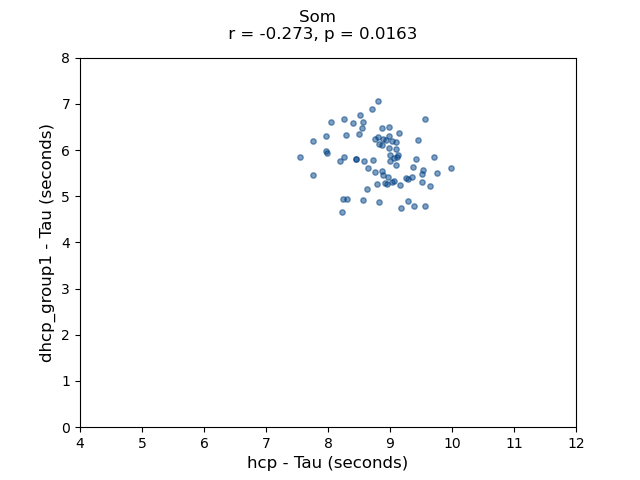 Som
r = -0.273, p = 0.0163
8
7
6
5
4
3
2
1
0
dhcp_group1 - Tau (seconds)
4 5 6 7 8 9 10 11 12
hcp - Tau (seconds)